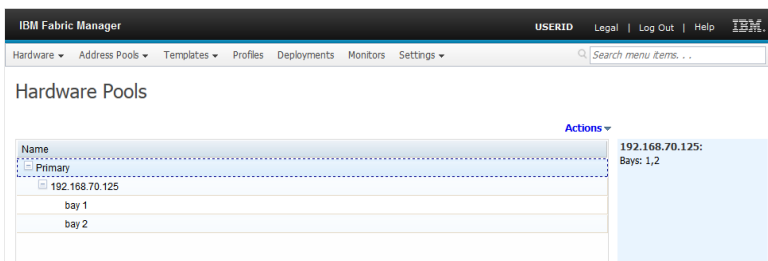 IBM Fabric Manager
USERID Legal | Log Out | Help IBM.
Hardware Address Pools Templates Profiles Deployments Monitors Settings Search menu items. . .
Hardware Pools
Actions
Name
Primary
192.168.70.125
bay 1
bay 2
192.168.70.125:
Bays: 1,2